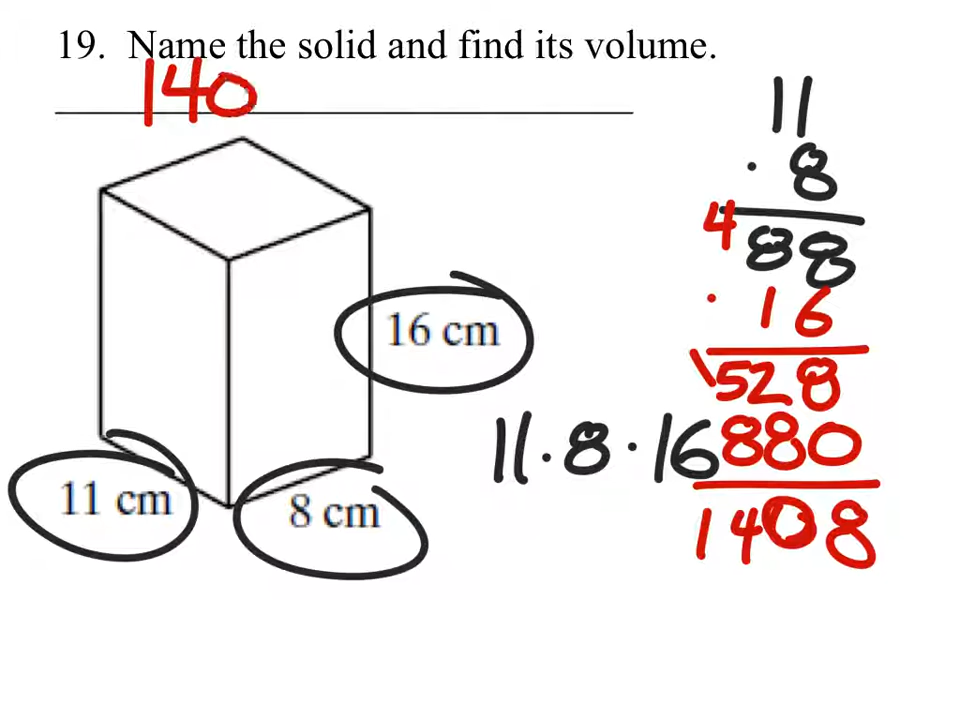 19. Name the solid and find its volume.
140
16 cm
11 cm
8 cm
11 · 8 · 16
11
· 8
4
88
· 16
1
528
880
1408